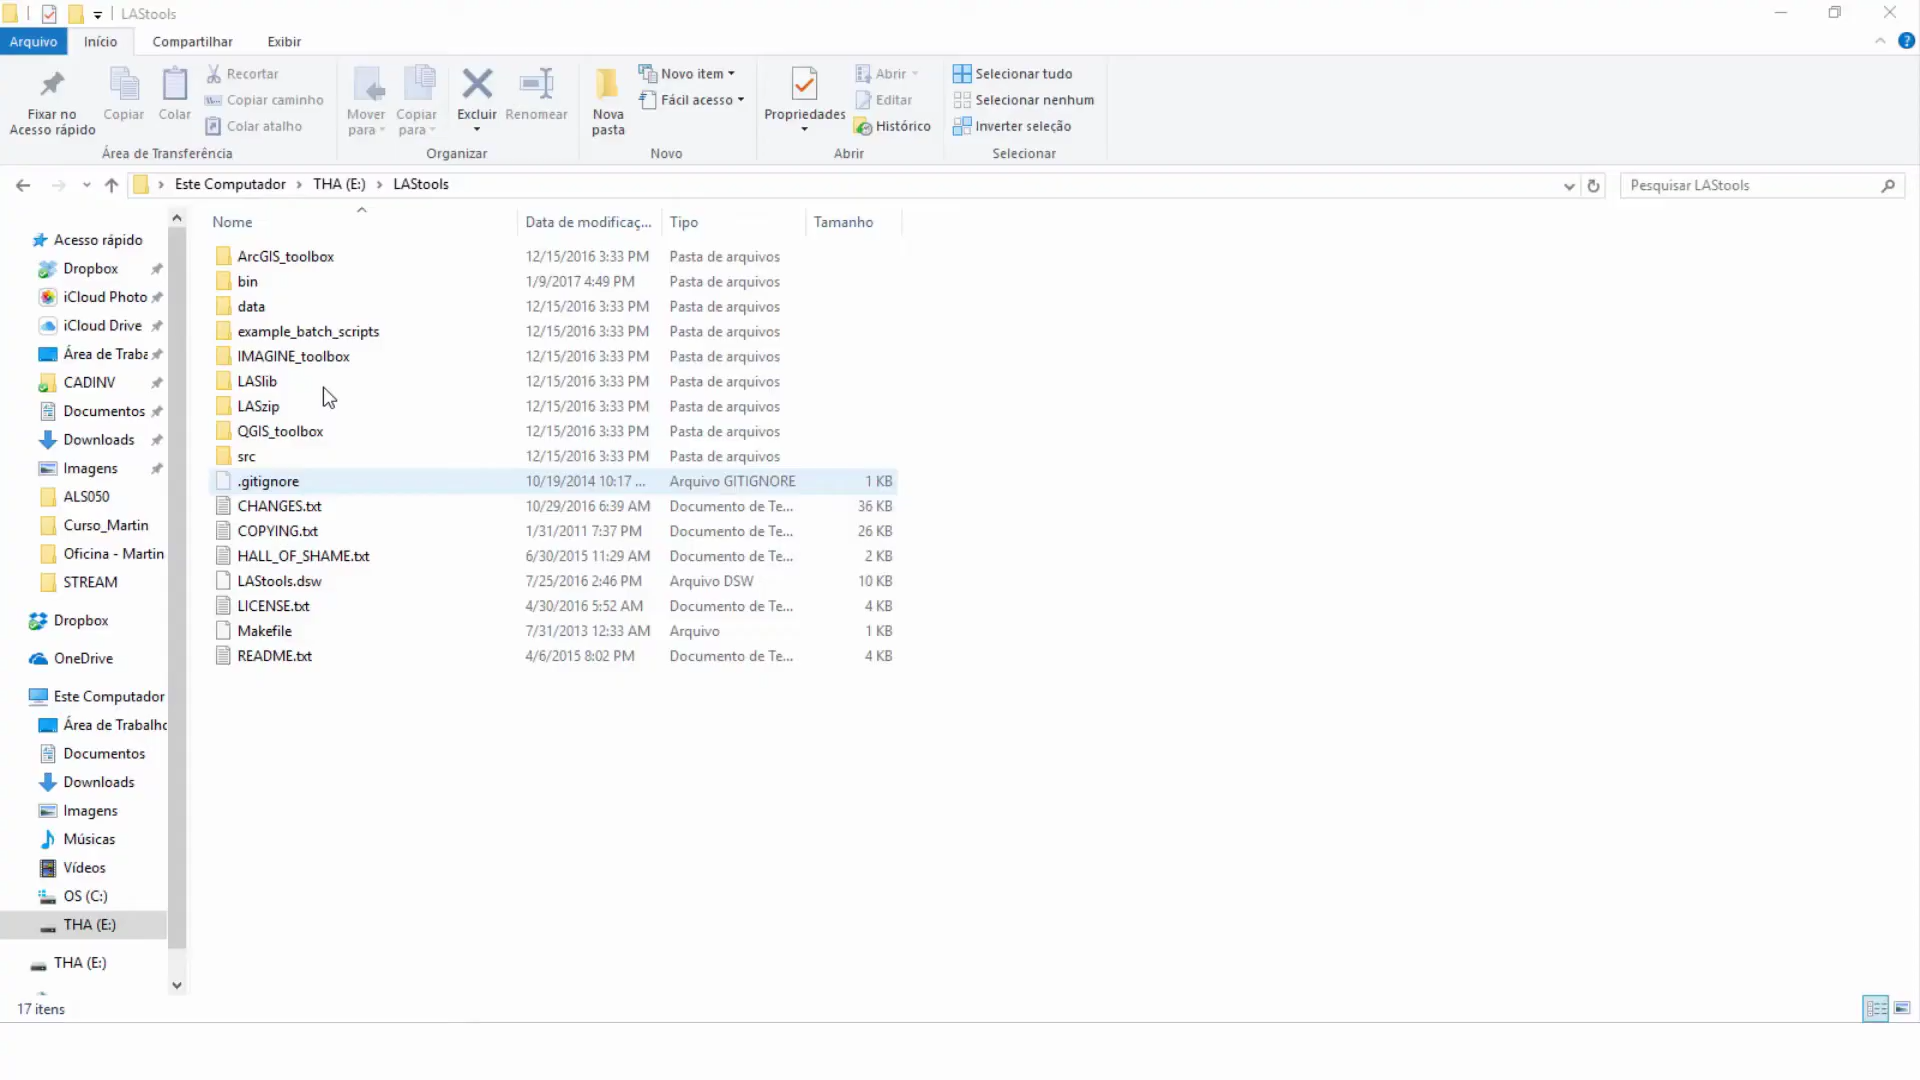 LAStools
Arquivo Início Compartilhar Exibir
Fixar no
Acesso rápido
Copiar
Colar
Recortar
Copiar caminho
Colar atalho
Área de Transferência
Mover
para
Copiar
para
Excluir
Renomear
Organizar
Nova
pasta
Novo item
Fácil acesso
Novo
Propriedades
Abrir
Editar
Histórico
Abrir
Selecionar tudo
Selecionar nenhum
Inverter seleção
Selecionar
Este Computador > THA (E:) > LAStools
Pesquisar LAStools
Nome Data de modificaç... Tipo Tamanho
ArcGIS_toolbox 12/15/2016 3:33 PM Pasta de arquivos
bin 1/9/2017 4:49 PM Pasta de arquivos
data 12/15/2016 3:33 PM Pasta de arquivos
example_batch_scripts 12/15/2016 3:33 PM Pasta de arquivos
IMAGINE_toolbox 12/15/2016 3:33 PM Pasta de arquivos
LASlib 12/15/2016 3:33 PM Pasta de arquivos
LASzip 12/15/2016 3:33 PM Pasta de arquivos
QGIS_toolbox 12/15/2016 3:33 PM Pasta de arquivos
src 12/15/2016 3:33 PM Pasta de arquivos
.gitignore 10/19/2014 10:17 ... Arquivo GITIGNORE 1 KB
CHANGES.txt 10/29/2016 6:39 AM Documento de Te... 36 KB
COPYING.txt 1/31/2011 7:37 PM Documento de Te... 26 KB
HALL_OF_SHAME.txt 6/30/2015 11:29 AM Documento de Te... 2 KB
LAStools.dsw 7/25/2016 2:46 PM Arquivo DSW 10 KB
LICENSE.txt 4/30/2016 5:52 AM Documento de Te... 4 KB
Makefile 7/31/2013 12:33 AM Arquivo 1 KB
README.txt 4/6/2015 8:02 PM Documento de Te... 4 KB
Acesso rápido
Dropbox
iCloud Photo
iCloud Drive
Área de Traba
CADINV
Documentos
Downloads
Imagens
ALS050
Curso_Martin
Oficina - Martin
STREAM
Dropbox
OneDrive
Este Computador
Área de Trabalho
Documentos
Downloads
Imagens
Músicas
Vídeos
OS (C:)
THA (E:)
THA (E:)
17 itens